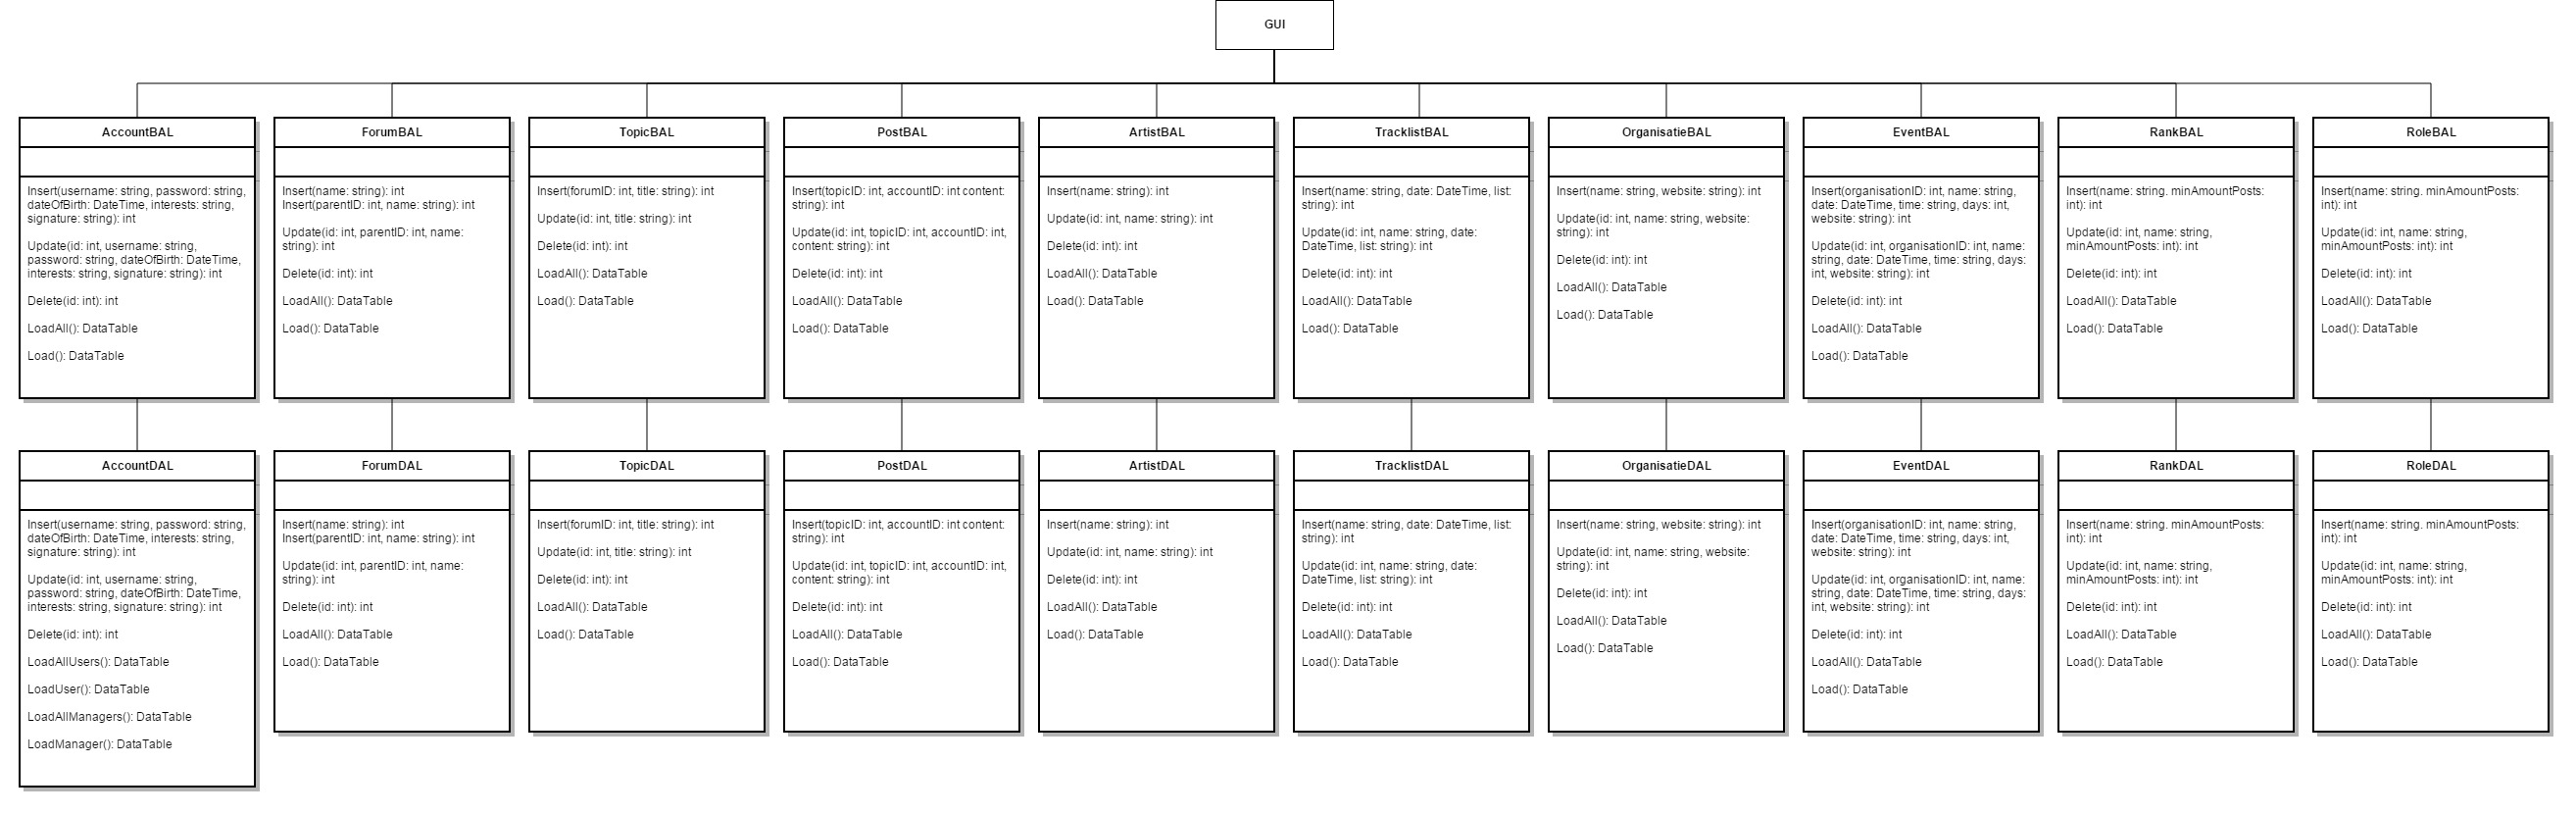 GUI
AccountBAL
Insert(username: string, password: string,
dateOfBirth: DateTime, interests: string,
signature: string): int
Update(id: int, username: string,
password: string, dateOfBirth: DateTime,
interests: string, signature: string): int
Delete(id: int): int
LoadAll(): DataTable
Load(): DataTable
ForumBAL
Insert(name: string): int
Insert(parentID: int, name: string): int
Update(id: int, parentID: int, name:
string): int
Delete(id: int): int
LoadAll(): DataTable
Load(): DataTable
TopicBAL
Insert(forumID: int, title: string): int
Update(id: int, title: string): int
Delete(id: int): int
LoadAll(): DataTable
Load(): DataTable
PostBAL
Insert(topicID: int, accountID: int content:
string): int
Update(id: int, topicID: int, accountID: int,
content: string): int
Delete(id: int): int
LoadAll(): DataTable
Load(): DataTable
ArtistBAL
Insert(name: string): int
Update(id: int, name: string): int
Delete(id: int): int
LoadAll(): DataTable
Load(): DataTable
TracklistBAL
Insert(name: string, date: DateTime, list:
string): int
Update(id: int, name: string, date:
DateTime, list: string): int
Delete(id: int): int
LoadAll(): DataTable
Load(): DataTable
OrganisatieBAL
Insert(name: string, website: string): int
Update(id: int, name: string, website:
string): int
Delete(id: int): int
LoadAll(): DataTable
Load(): DataTable
EventBAL
Insert(organisationID: int, name: string,
date: DateTime, time: string, days: int,
website: string): int
Update(id: int, organisationID: int, name:
string, date: DateTime, time: string, days:
int, website: string): int
Delete(id: int): int
LoadAll(): DataTable
Load(): DataTable
RankBAL
Insert(name: string. minAmountPosts:
int): int
Update(id: int, name: string,
minAmountPosts: int): int
Delete(id: int): int
LoadAll(): DataTable
Load(): DataTable
RoleBAL
Insert(name: string. minAmountPosts:
int): int
Update(id: int, name: string,
minAmountPosts: int): int
Delete(id: int): int
LoadAll(): DataTable
Load(): DataTable
AccountDAL
Insert(username: string, password: string,
dateOfBirth: DateTime, interests: string,
signature: string): int
Update(id: int, username: string,
password: string, dateOfBirth: DateTime,
interests: string, signature: string): int
Delete(id: int): int
LoadAllUsers(): DataTable
LoadUser(): DataTable
LoadAllManagers(): DataTable
LoadManager(): DataTable
ForumDAL
Insert(name: string): int
Insert(parentID: int, name: string): int
Update(id: int, parentID: int, name:
string): int
Delete(id: int): int
LoadAll(): DataTable
Load(): DataTable
TopicDAL
Insert(forumID: int, title: string): int
Update(id: int, title: string): int
Delete(id: int): int
LoadAll(): DataTable
Load(): DataTable
PostDAL
Insert(topicID: int, accountID: int content:
string): int
Update(id: int, topicID: int, accountID: int,
content: string): int
Delete(id: int): int
LoadAll(): DataTable
Load(): DataTable
ArtistDAL
Insert(name: string): int
Update(id: int, name: string): int
Delete(id: int): int
LoadAll(): DataTable
Load(): DataTable
TracklistDAL
Insert(name: string, date: DateTime, list:
string): int
Update(id: int, name: string, date:
DateTime, list: string): int
Delete(id: int): int
LoadAll(): DataTable
Load(): DataTable
OrganisatieDAL
Insert(name: string, website: string): int
Update(id: int, name: string, website:
string): int
Delete(id: int): int
LoadAll(): DataTable
Load(): DataTable
EventDAL
Insert(organisationID: int, name: string,
date: DateTime, time: string, days: int,
website: string): int
Update(id: int, organisationID: int, name:
string, date: DateTime, time: string, days:
int, website: string): int
Delete(id: int): int
LoadAll(): DataTable
Load(): DataTable
RankDAL
Insert(name: string. minAmountPosts:
int): int
Update(id: int, name: string,
minAmountPosts: int): int
Delete(id: int): int
LoadAll(): DataTable
Load(): DataTable
RoleDAL
Insert(name: string. minAmountPosts:
int): int
Update(id: int, name: string,
minAmountPosts: int): int
Delete(id: int): int
LoadAll(): DataTable
Load(): DataTable